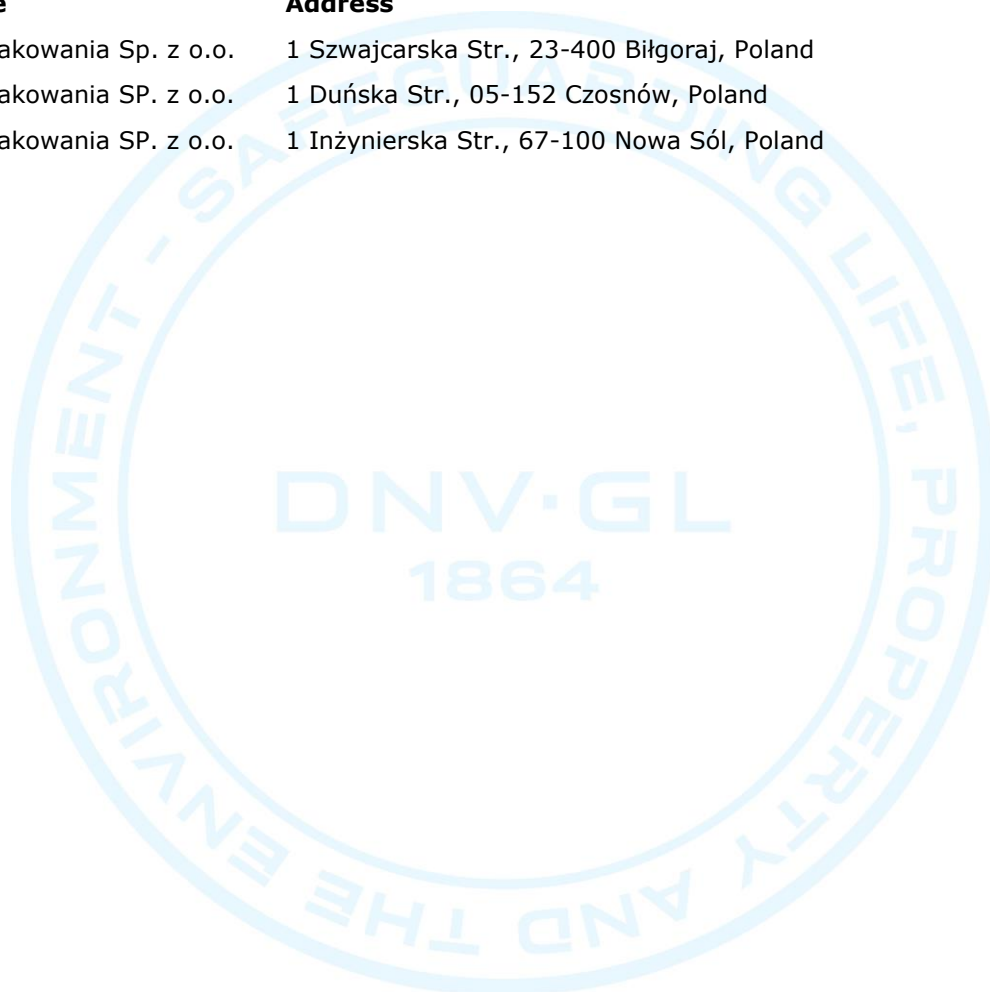 e Address
akowania Sp. z o.o. 1 Szwajcarska Str., 23-400 Biłgoraj, Poland
akowania SP. z o.o. 1 Duńska Str., 05-152 Czosnów, Poland
akowania SP. z o.o. 1 Inżynierska Str., 67-100 Nowa Sól, Poland
SAFEGUARDING LIFE, PROPERTY AND THE ENVIRONMENT -
DNV·GL
1864